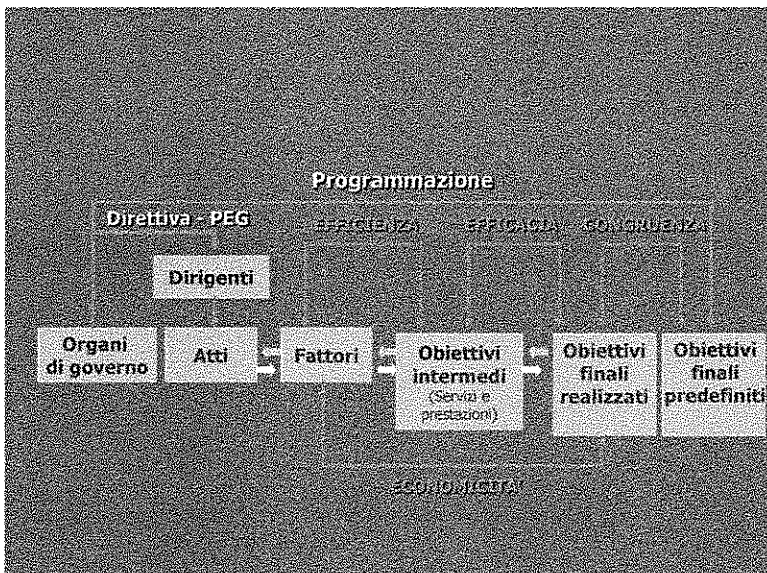 Programmazione
Direttiva - PEG
EFFICIENZA
EFFICACIA
CONGRUENZA
Dirigenti
Organi
di governo
Atti
Fattori
Obiettivi
intermedi
(Servizi e
prestazioni)
Obiettivi
finali
realizzati
Obiettivi
finali
predefiniti
ECONOMICITA'